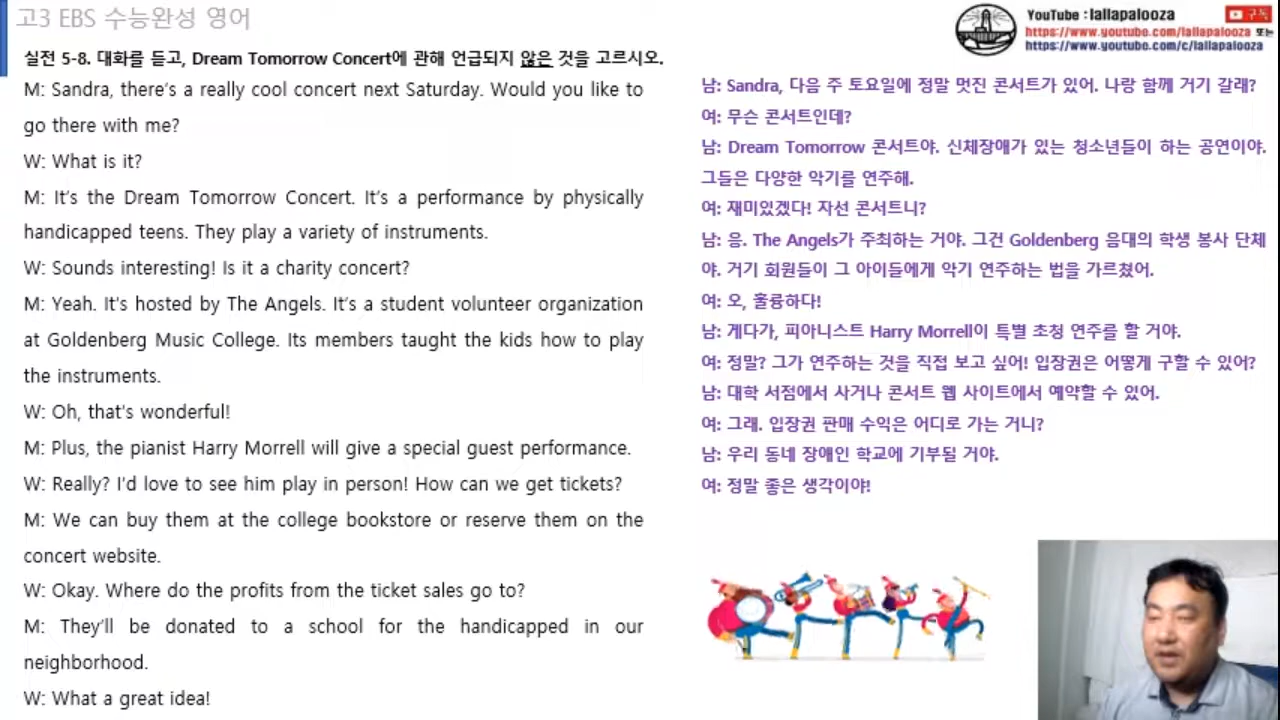 고3 EBS 수능완성 영어
YouTube : lallapalooza
구독
https://www.youtube.com/lallapalooza 또는
https://www.youtube.com/c/lallapalooza
실전 5-8. 대화를 듣고, Dream Tomorrow Concert에 관해 언급되지 않은 것을 고르시오.
M: Sandra, there's a really cool concert next Saturday. Would you like to
go there with me?
W: What is it?
M: It's the Dream Tomorrow Concert. It's a performance by physically
handicapped teens. They play a variety of instruments.
W: Sounds interesting! Is it a charity concert?
M: Yeah. It's hosted by The Angels. It's a student volunteer organization
at Goldenberg Music College. Its members taught the kids how to play
the instruments.
W: Oh, that's wonderful!
M: Plus, the pianist Harry Morrell will give a special guest performance.
W: Really? I'd love to see him play in person! How can we get tickets?
M: We can buy them at the college bookstore or reserve them on the
concert website.
W: Okay. Where do the profits from the ticket sales go to?
M: They'll be donated to a school for the handicapped in our
neighborhood.
W: What a great idea!
남: Sandra, 다음 주 토요일에 정말 멋진 콘서트가 있어. 나랑 함께 거기 갈래?
여: 무슨 콘서트인데?
남: Dream Tomorrow 콘서트야. 신체장애가 있는 청소년들이 하는 공연이야.
그들은 다양한 악기를 연주해.
여: 재미있겠다! 자선 콘서트니?
남: 응. The Angels가 주최하는 거야. 그건 Goldenberg 음대의 학생 봉사 단체
야. 거기 회원들이 그 아이들에게 악기 연주하는 법을 가르쳤어.
여: 오, 훌륭하다!
남: 게다가, 피아니스트 Harry Morrell이 특별 초청 연주를 할 거야.
여: 정말? 그가 연주하는 것을 직접 보고 싶어! 입장권은 어떻게 구할 수 있어?
남: 대학 서점에서 사거나 콘서트 웹 사이트에서 예약할 수 있어.
여: 그래. 입장권 판매 수익은 어디로 가는 거니?
남: 우리 동네 장애인 학교에 기부될 거야.
여: 정말 좋은 생각이야!